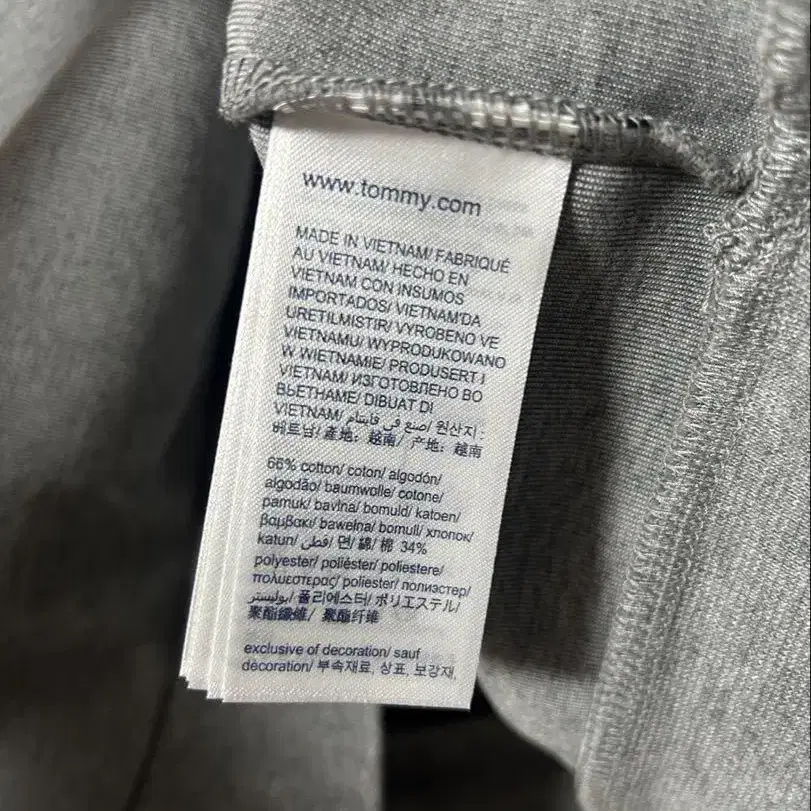 www.tommy.com
MADE IN VIETNAM/ FABRIQUÉ
AU VIETNAM/ HECHO EN
VIETNAM CON INSUMOS
IMPORTADOS/ VIETNAM'DA
URETILMISTIR/ VYROBENO VE
VIETNAMU/ WYPRODUKOWANO
W WIETNAMIE/ PRODUSERT I
VIETNAM/ ИЗГОТОВЛЕНО ВО
ВЬЕТНАМЕ/ DIBUAT DI
VIETNAM/ صنع في فايتنام/ 원산지 :
베트남/ 產地: 越南/ 产地: 越南
66% cotton/ coton/ algodón/
algodão/ baumwolle/ cotone/
pamuk/ bavlna/ bomuld/ katoen/
βαμβακι/ bawełna/ bomull/ хлопок/
katun/ قطن/ 면/ 綿/ 棉 34%
polyester/ poliéster/ poliestere/
πολυεστερας/ poliester/ полиэстер/
بوليستر/ 폴리에스터/ ポリエステル/
聚酯纖維/ 聚酯纤维
exclusive of decoration/ sauf
décoration/ 부속재료, 상표, 보강재,